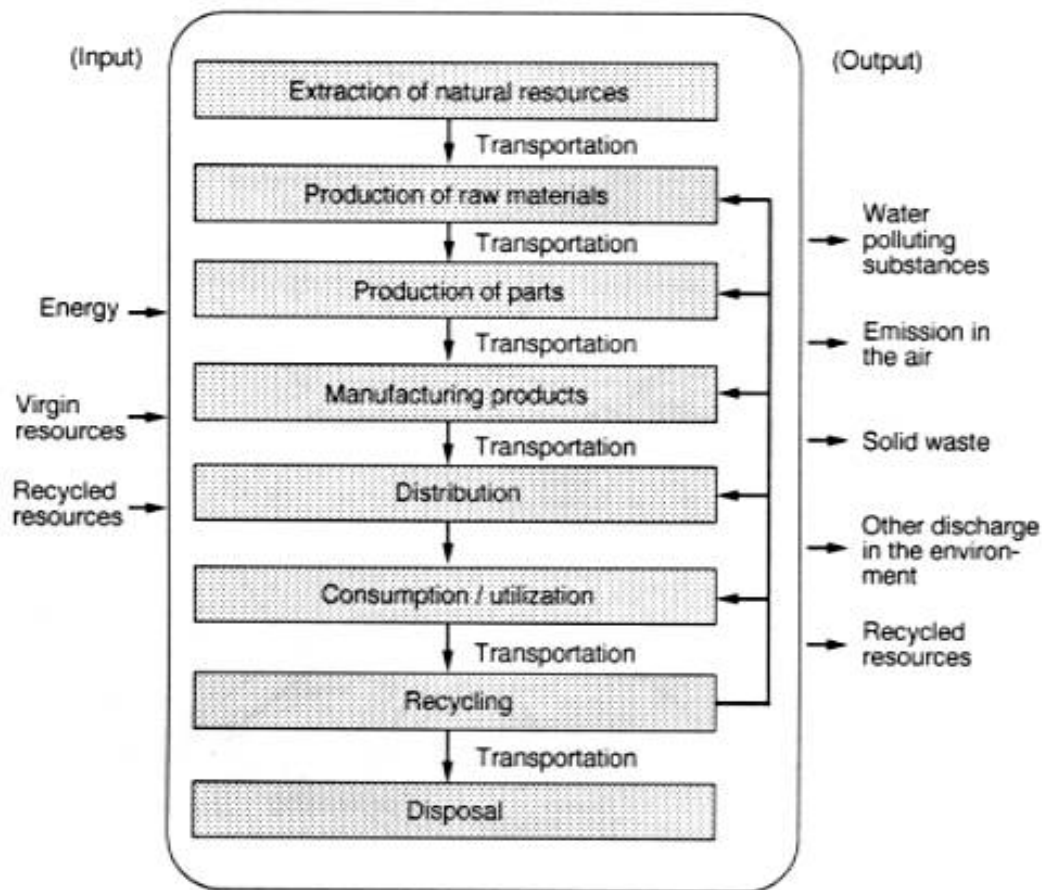 (Input)
(Output)
Extraction of natural resources
Transportation
Production of raw materials
Transportation
Production of parts
Transportation
Manufacturing products
Transportation
Distribution
Consumption / utilization
Transportation
Recycling
Transportation
Disposal
Energy
Virgin
resources
Recycled
resources
Water
polluting
substances
Emission in
the air
Solid waste
Other discharge
in the environ-
ment
Recycled
resources